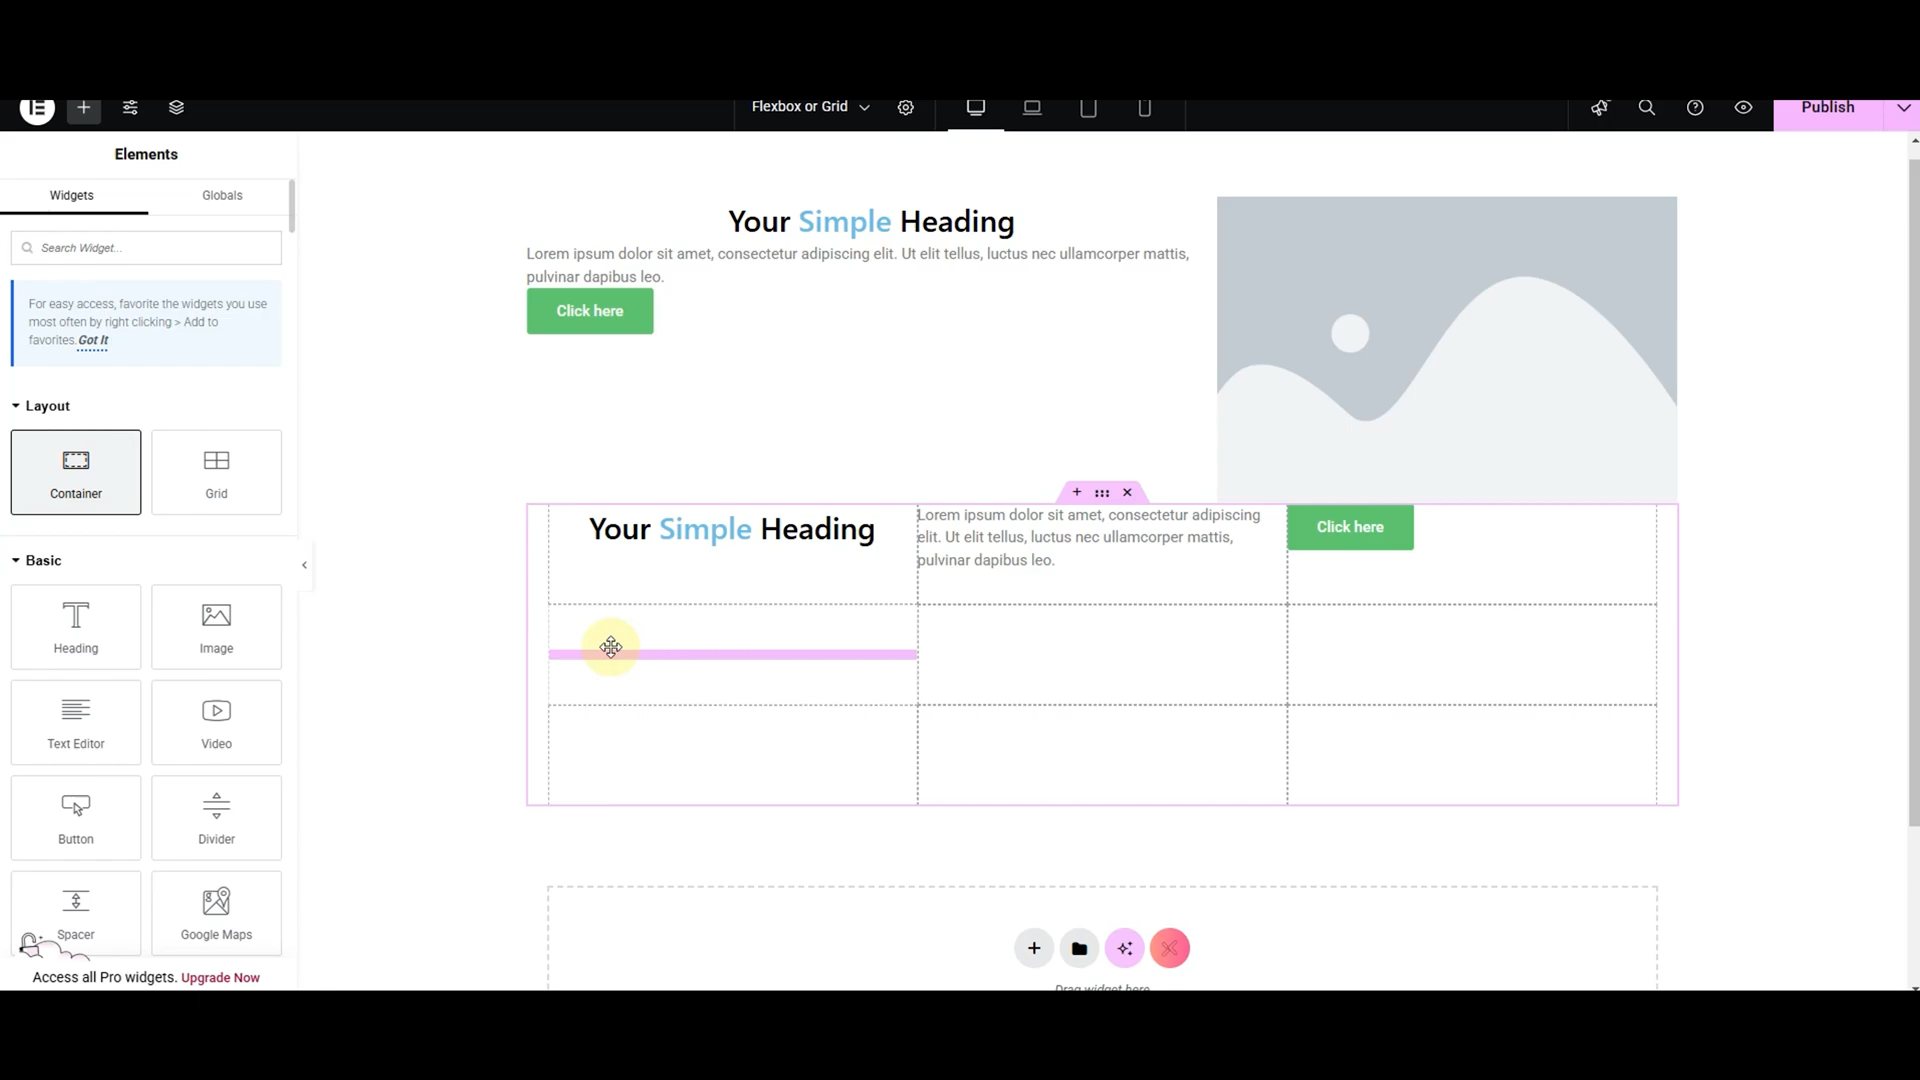 Flexbox or Grid
Publish
Elements
Widgets
Globals
Search Widget...
For easy access, favorite the widgets you use
most often by right clicking > Add to
favorites. Got It
Layout
Container
Grid
Basic
Heading
Image
Text Editor
Video
Button
Divider
Spacer
Google Maps
Access all Pro widgets. Upgrade Now
Your Simple Heading
Lorem ipsum dolor sit amet, consectetur adipiscing elit. Ut elit tellus, luctus nec ullamcorper mattis,
pulvinar dapibus leo.
Click here
Your Simple Heading
Lorem ipsum dolor sit amet, consectetur adipiscing
elit. Ut elit tellus, luctus nec ullamcorper mattis,
pulvinar dapibus leo.
Click here
Drag widget here